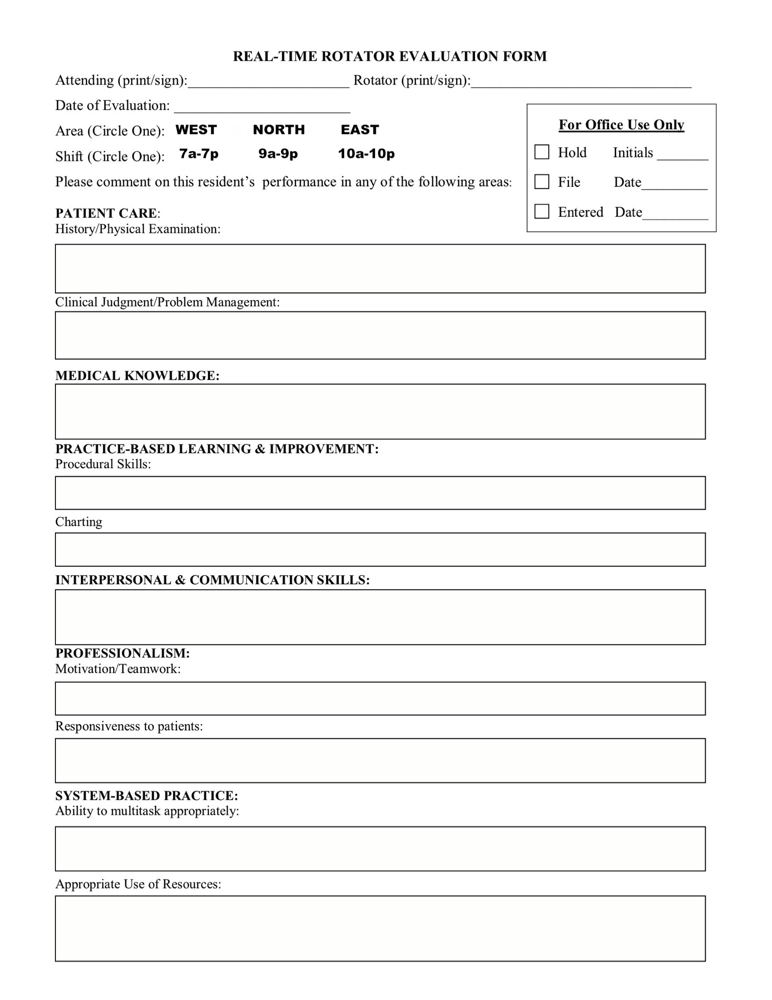 REAL-TIME ROTATOR EVALUATION FORM
Attending (print/sign):______________________ Rotator (print/sign):______________________________
Date of Evaluation: ________________________
Area (Circle One): WEST NORTH EAST
Shift (Circle One): 7a-7p 9a-9p 10a-10p
Please comment on this resident’s  performance in any of the following areas:
For Office Use Only
Hold Initials _______
File Date_________
Entered Date_________
PATIENT CARE:
History/Physical Examination:
Clinical Judgment/Problem Management:
MEDICAL KNOWLEDGE:
PRACTICE-BASED LEARNING & IMPROVEMENT:
Procedural Skills:
Charting
INTERPERSONAL & COMMUNICATION SKILLS:
PROFESSIONALISM:
Motivation/Teamwork:
Responsiveness to patients:
SYSTEM-BASED PRACTICE:
Ability to multitask appropriately:
Appropriate Use of Resources: